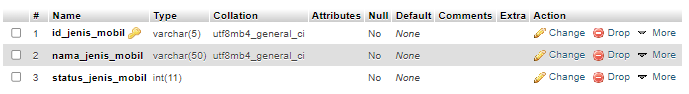 # Name Type Collation Attributes Null Default Comments Extra Action
1 id_jenis_mobil varchar(5) utf8mb4_general_ci No None Change Drop More
2 nama_jenis_mobil varchar(50) utf8mb4_general_ci No None Change Drop More
3 status_jenis_mobil int(11) No None Change Drop More